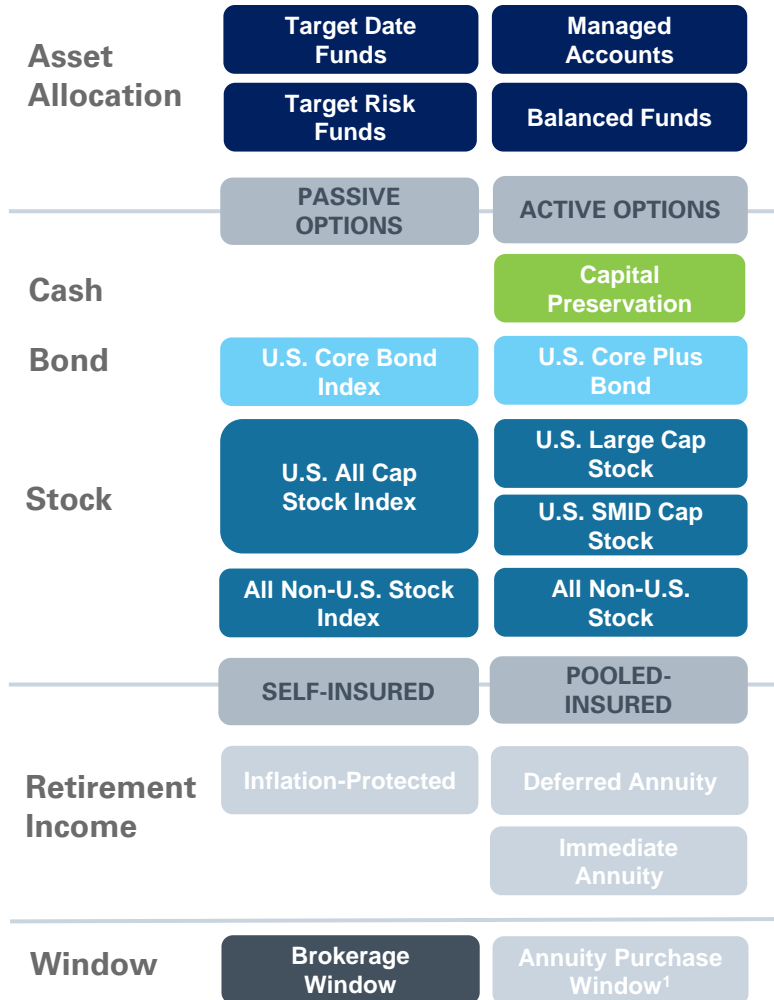 Asset
Allocation
Target Date
Funds
Managed
Accounts
Target Risk
Funds
Balanced Funds
PASSIVE
OPTIONS
ACTIVE OPTIONS
Cash
Capital
Preservation
Bond
U.S. Core Bond
Index
U.S. Core Plus
Bond
Stock
U.S. All Cap
Stock Index
U.S. Large Cap
Stock
U.S. SMID Cap
Stock
All Non-U.S. Stock
Index
All Non-U.S.
Stock
SELF-INSURED
POOLED-
INSURED
Retirement
Income
Inflation-Protected
Deferred Annuity
Immediate
Annuity
Window
Brokerage
Window
Annuity Purchase
Window¹